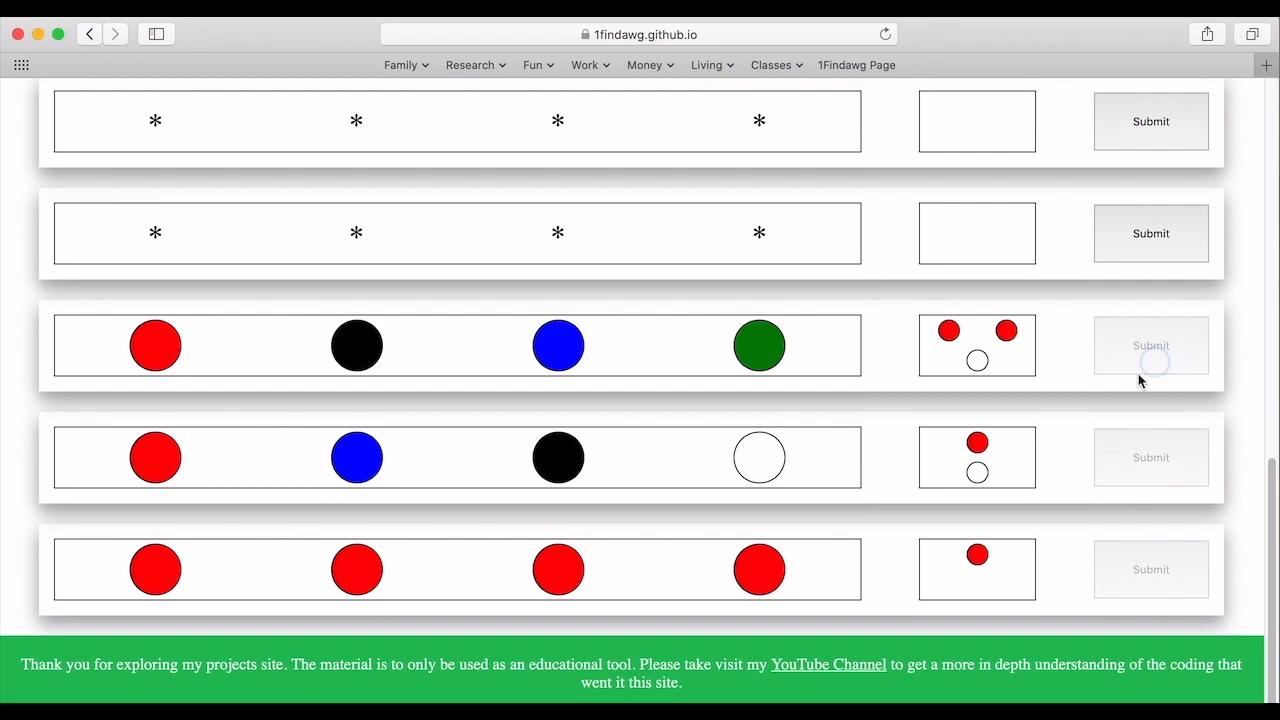 1findawg.github.io
Family Research Fun Work Money Living Classes 1Findawg Page
* * * * Submit
* * * * Submit
Submit
Submit
Submit
Thank you for exploring my projects site. The material is to only be used as an educational tool. Please take visit my YouTube Channel to get a more in depth understanding of the coding that
went it this site.